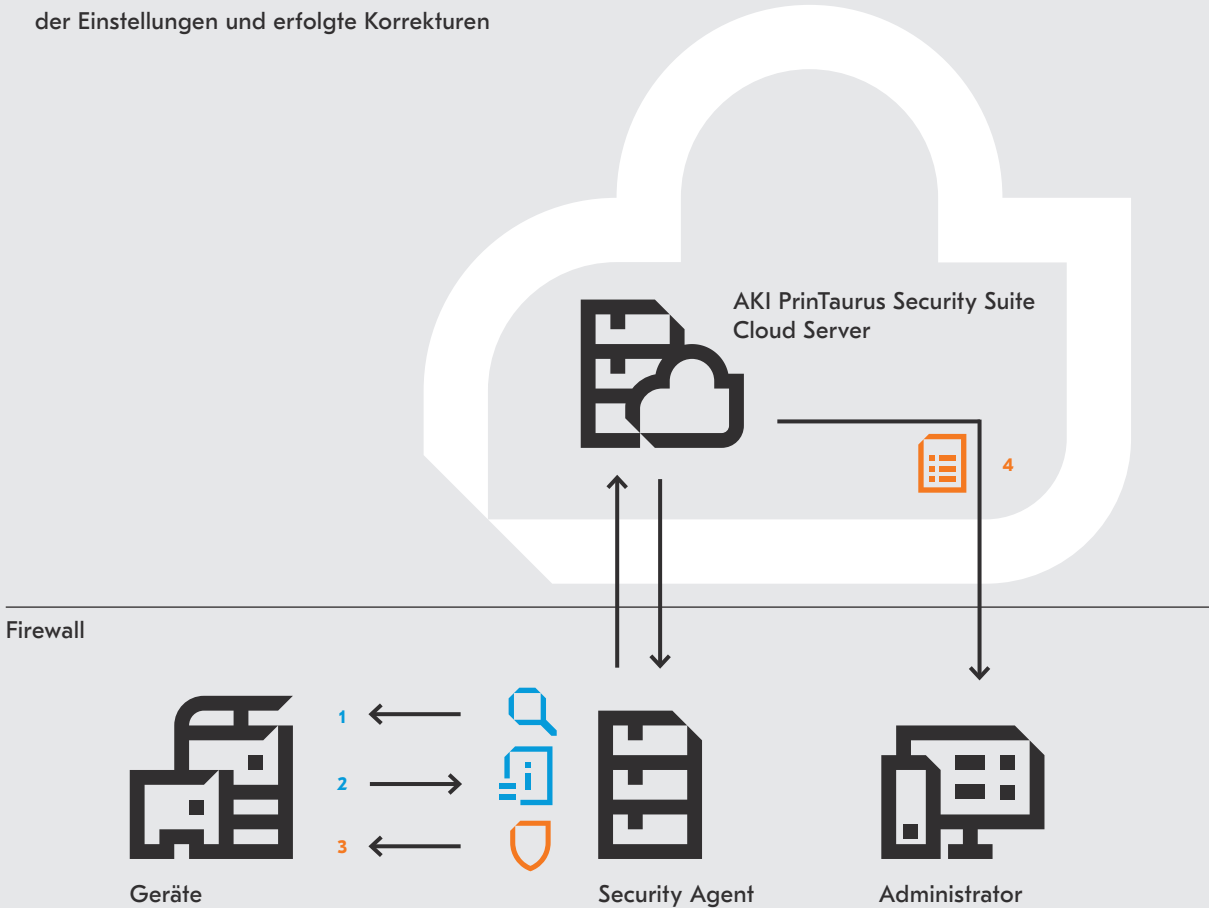 der Einstellungen und erfolgte Korrekturen
AKI PrinTaurus Security Suite
Cloud Server
4
Firewall
1
2
3
Geräte
Security Agent
Administrator